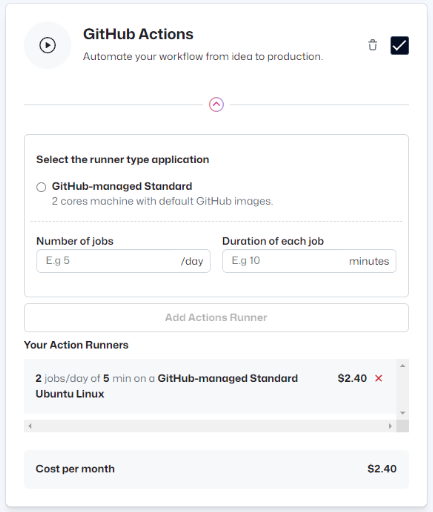 GitHub Actions
Automate your workflow from idea to production.
Select the runner type application
GitHub-managed Standard
2 cores machine with default GitHub images.
Number of jobs Duration of each job
E.g 5 /day E.g 10 minutes
Add Actions Runner
Your Action Runners
2 jobs/day of 5 min on a GitHub-managed Standard $2.40
Ubuntu Linux
Cost per month $2.40